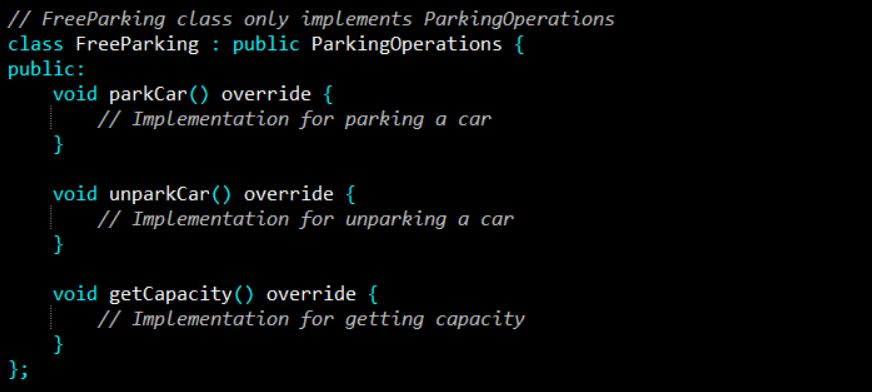 // FreeParking class only implements ParkingOperations
class FreeParking : public ParkingOperations {
public:
    void parkCar() override {
        // Implementation for parking a car
    }

    void unparkCar() override {
        // Implementation for unparking a car
    }

    void getCapacity() override {
        // Implementation for getting capacity
    }
};